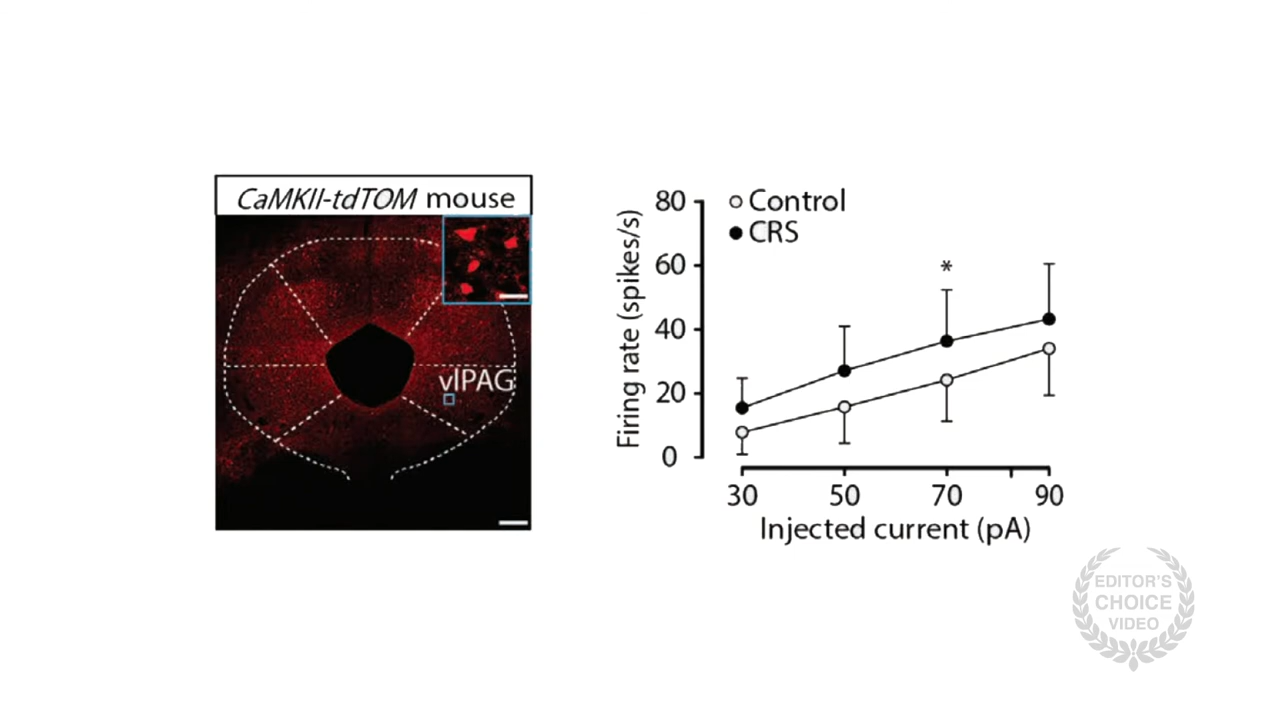 CaMKII-tdTOM mouse
vlPAG
Control
CRS
*
Firing rate (spikes/s)
80
60
40
20
0
30 50 70 90
Injected current (pA)
EDITOR'S
CHOICE
VIDEO